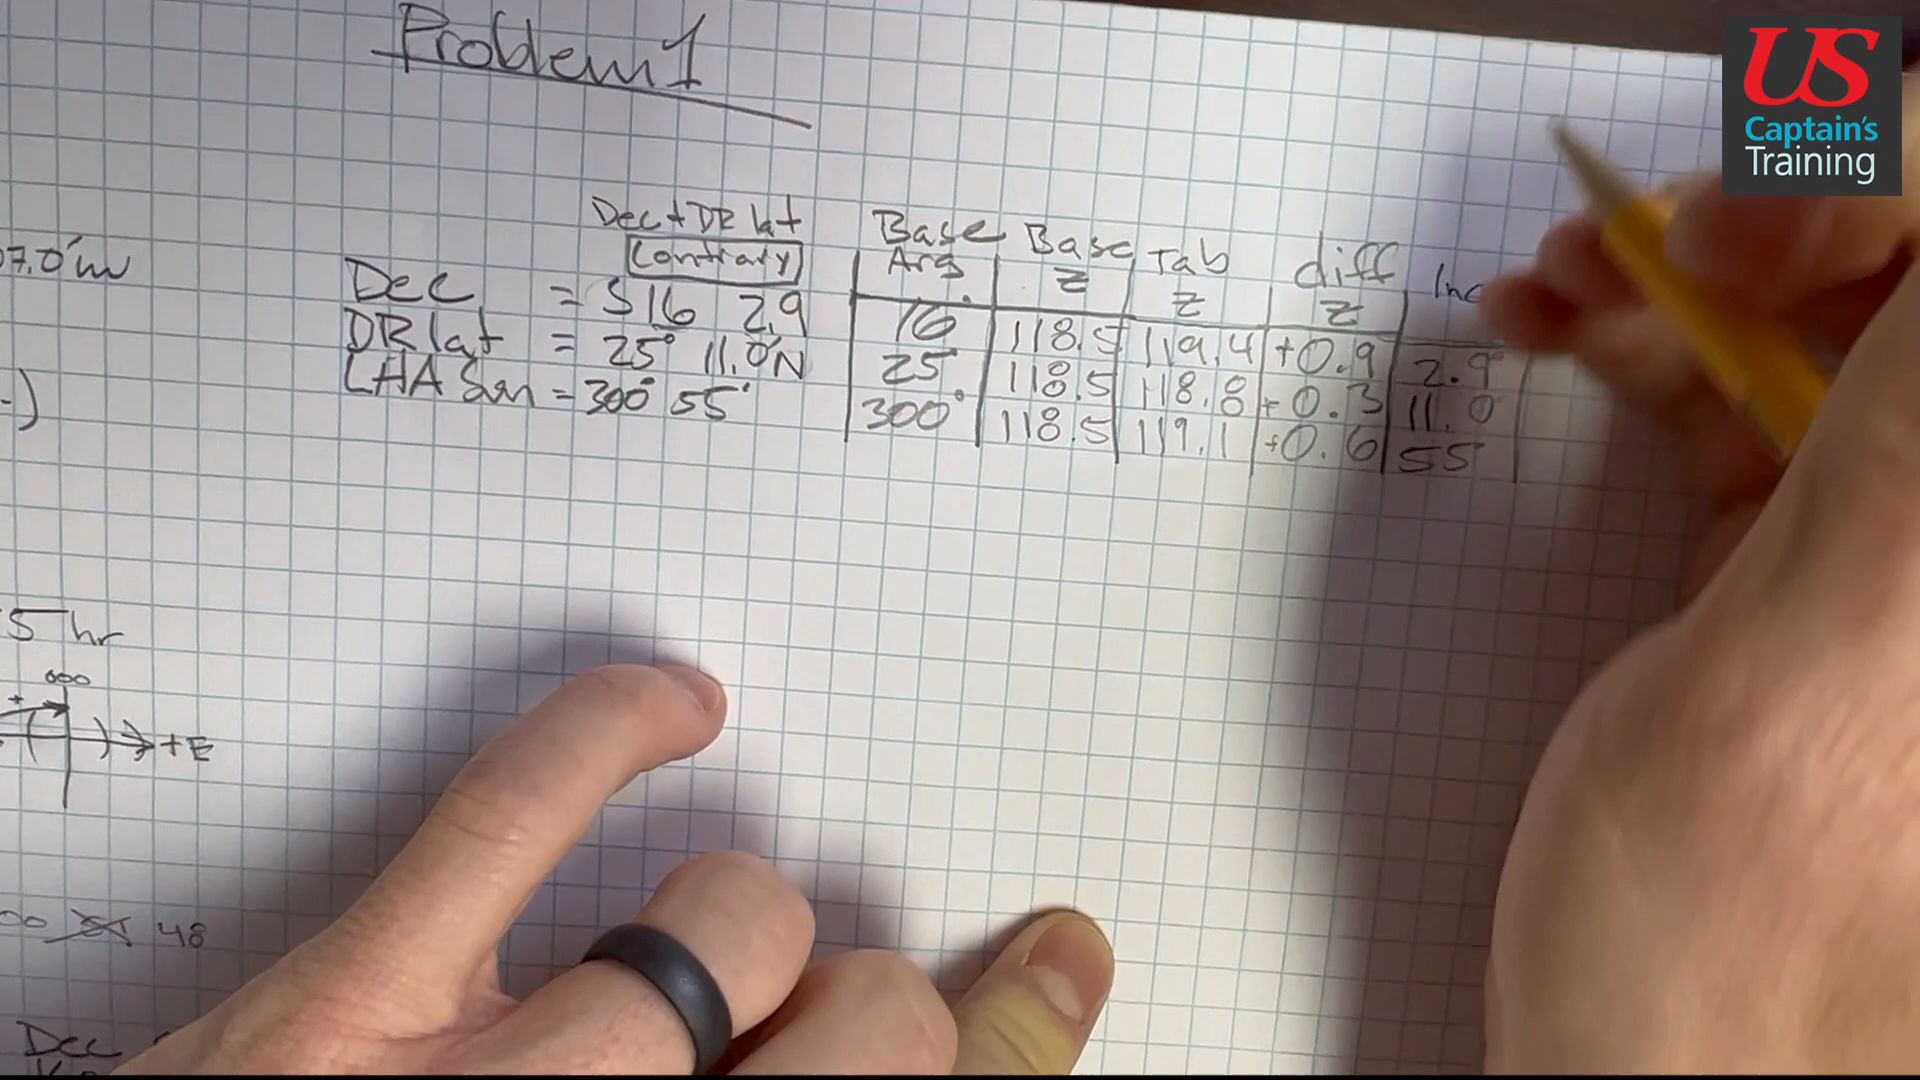 Problem 1
US
Captain's
Training
Dec + DR lat
Contrary
Base Arg. Base Z Tab Z diff Z Inc
Dec = S16 2.9 16 118.5 119.4 +0.9 2.9
DR lat = 25° 11.0'N 25 118.5 118.8 +0.3 11.0
LHA Sun = 300° 55' 300° 118.5 119.1 +0.6 55
07.0'
-)
5 hr
000
+
+E
00 48
Dec